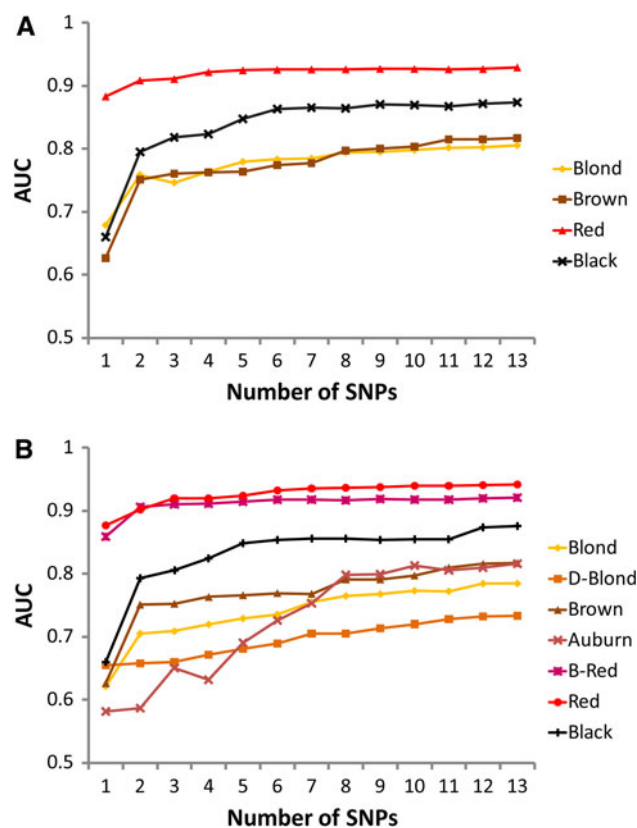 A
1
0.9
0.8
0.7
0.6
0.5
AUC
1 2 3 4 5 6 7 8 9 10 11 12 13
Number of SNPs
Blond
Brown
Red
Black
B
1
0.9
0.8
0.7
0.6
0.5
AUC
1 2 3 4 5 6 7 8 9 10 11 12 13
Number of SNPs
Blond
D-Blond
Brown
Auburn
B-Red
Red
Black